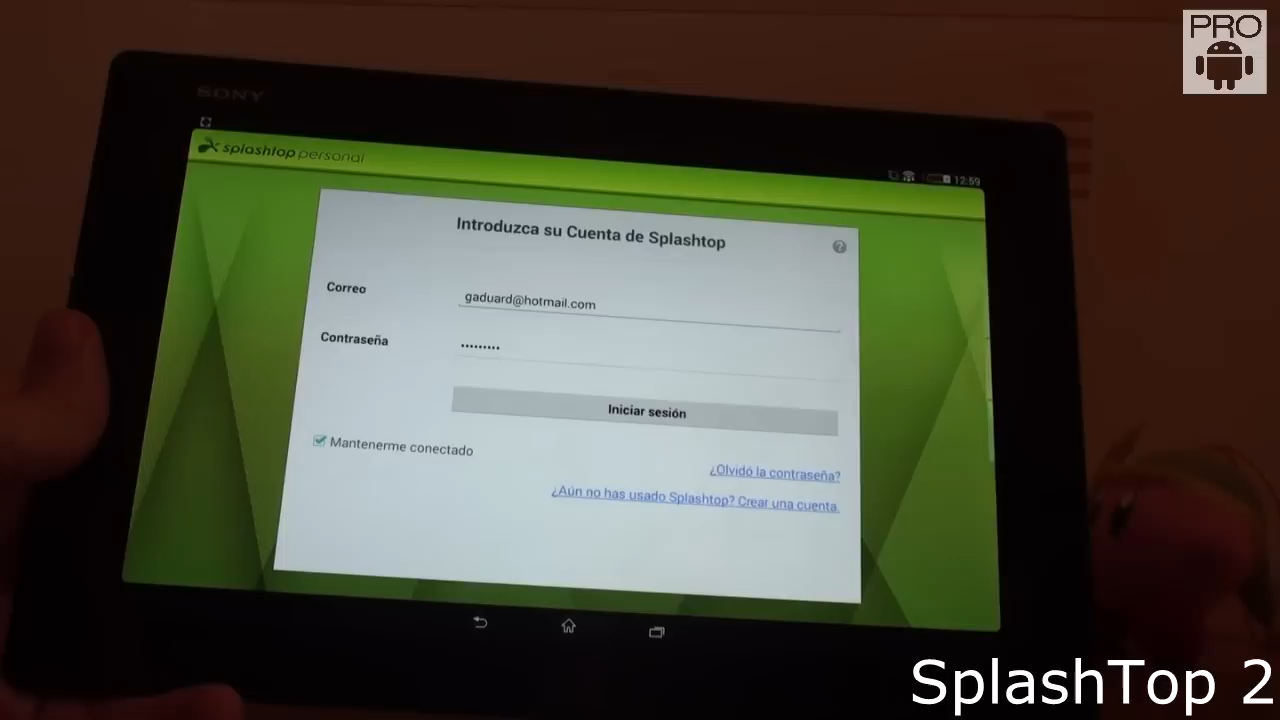 PRO
SONY
splashtop personal
12:59
Introduzca su Cuenta de Splashtop
?
Correo
gaduard@hotmail.com
Contraseña
•••••••••
Iniciar sesión
Mantenerme conectado
¿Olvidó la contraseña?
¿Aún no has usado Splashtop? Crear una cuenta.
SplashTop 2